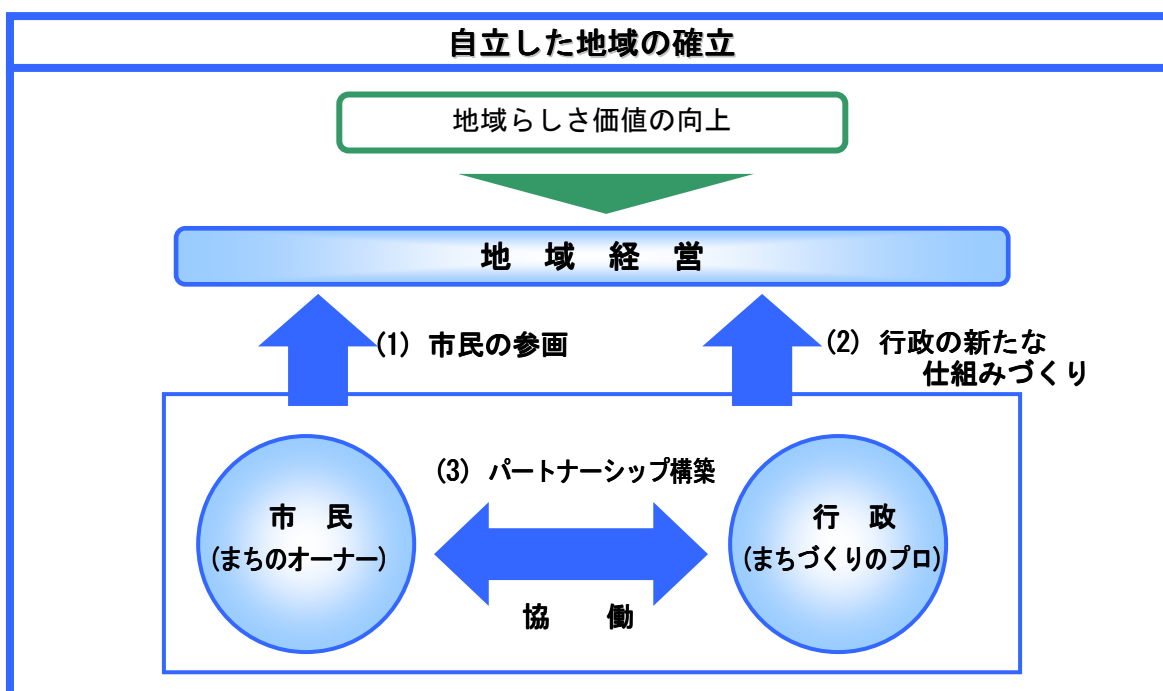 自立した地域の確立
地域らしさ価値の向上
地 域 経 営
(1) 市民の参画
(2) 行政の新たな
仕組みづくり
(3) パートナーシップ構築
市 民
(まちのオーナー)
行 政
(まちづくりのプロ)
協 働